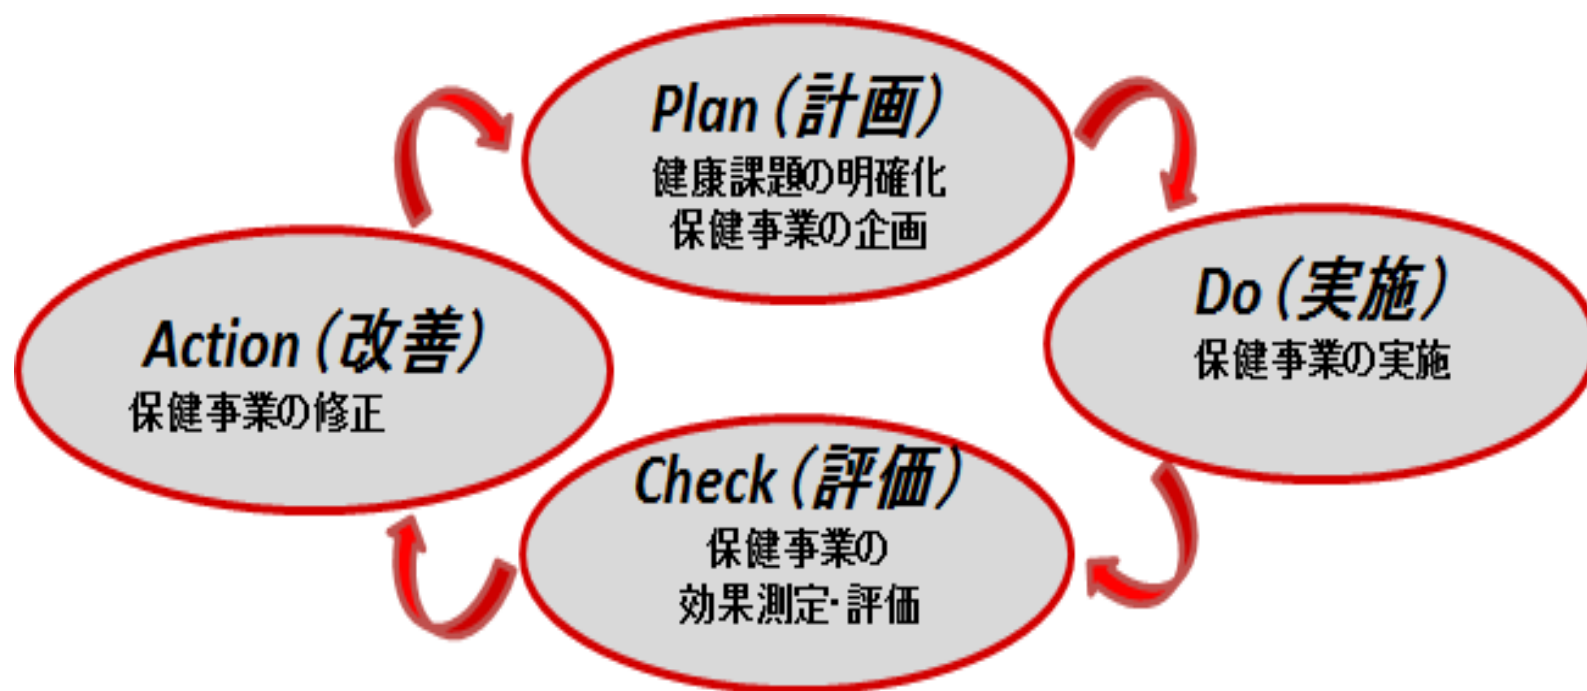 Plan（計画）
健康課題の明確化
保健事業の企画
Do（実施）
保健事業の実施
Check（評価）
保健事業の
効果測定・評価
Action（改善）
保健事業の修正